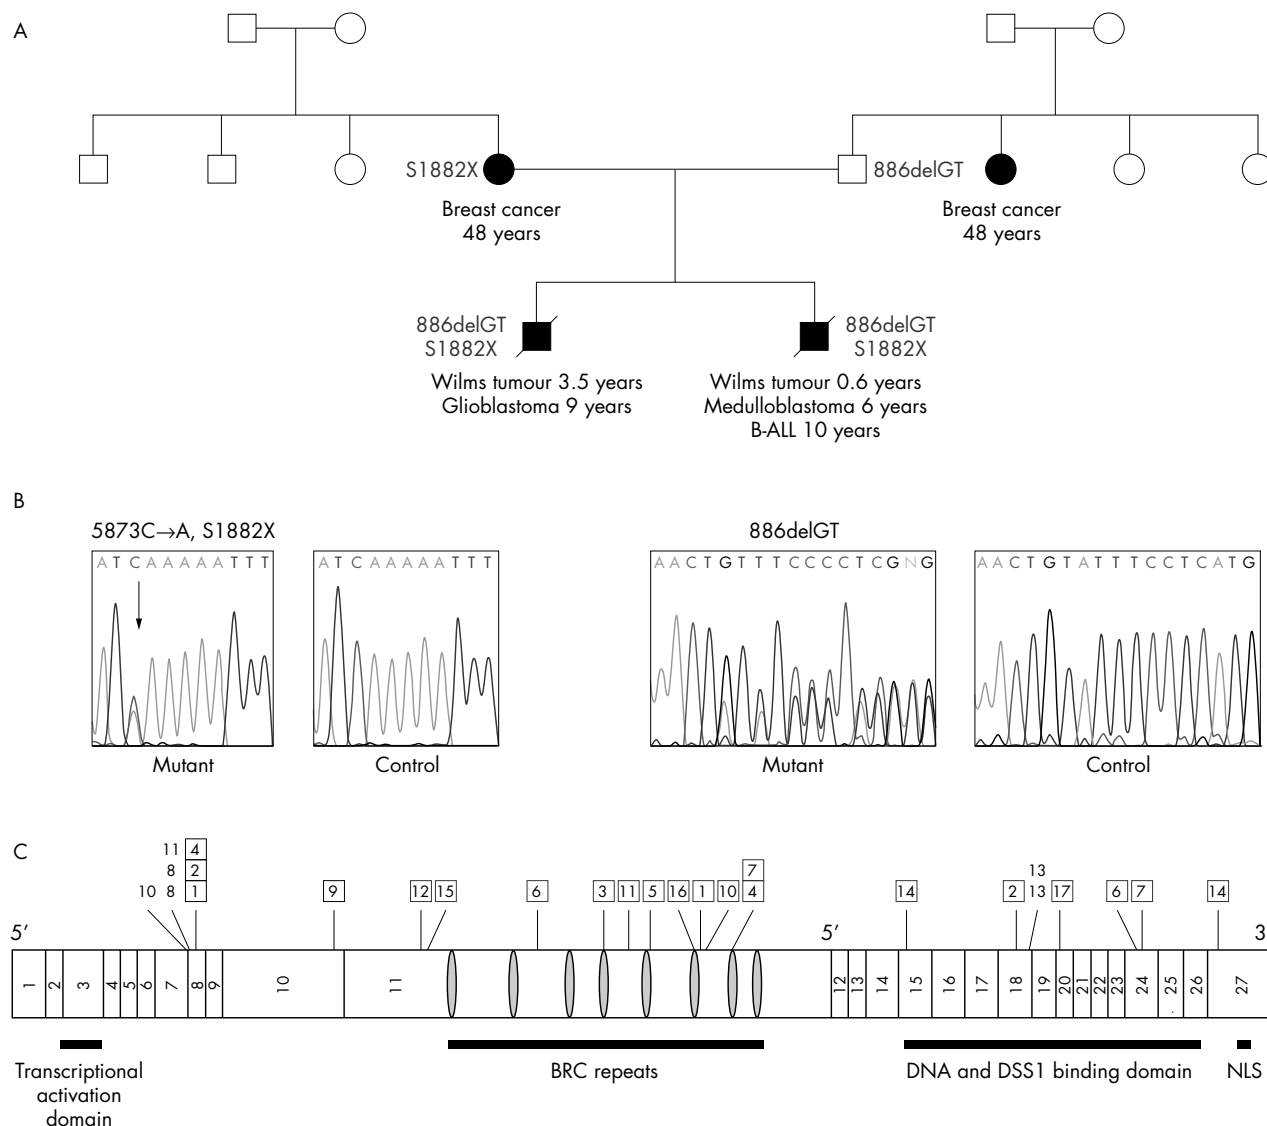 A
S1882X
886delGT
Breast cancer
48 years
Breast cancer
48 years
886delGT
S1882X
886delGT
S1882X
Wilms tumour 3.5 years
Glioblastoma 9 years
Wilms tumour 0.6 years
Medulloblastoma 6 years
B-ALL 10 years
B
5873C→A, S1882X
886delGT
A T C A A A A A T T T
A T C A A A A A T T T
A A C T G T T T C C C C T C G N G
A A C T G T A T T T C C T C A T G
Mutant
Control
Mutant
Control
C
11 4
8 2 7 13
10 8 1 9 12 15 6 3 11 5 16 1 10 4 14 2 13 17 6 7 14
5′ 5′ 3
1 2 3 4 5 6 7 8 9 10 11 12 13 14 15 16 17 18 19 20 21 22 23 24 25 26 27
Transcriptional
activation
domain
BRC repeats
DNA and DSS1 binding domain
NLS